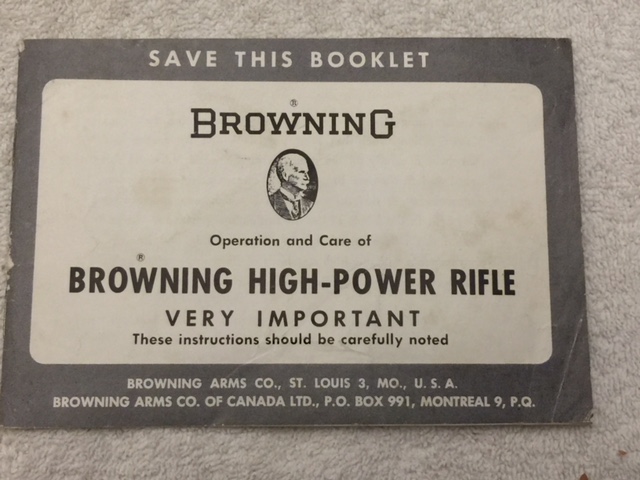 SAVE THIS BOOKLET
®
BROWNING
Operation and Care of
®
BROWNING HIGH-POWER RIFLE
VERY IMPORTANT
These instructions should be carefully noted
BROWNING ARMS CO., ST. LOUIS 3, MO., U. S. A.
BROWNING ARMS CO. OF CANADA LTD., P.O. BOX 991, MONTREAL 9, P.Q.